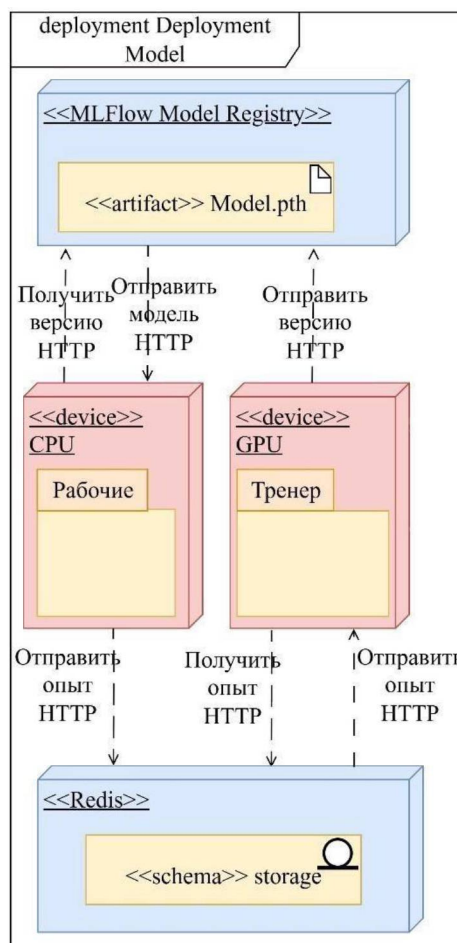 deployment Deployment
Model
<<MLFlow Model Registry>>
<<artifact>> Model.pth
Получить
версию
HTTP
Отправить
модель
HTTP
Отправить
версию
HTTP
<<device>>
CPU
Рабочие
<<device>>
GPU
Тренер
Отправить
опыт
HTTP
Получить
опыт
HTTP
Отправить
опыт
HTTP
<<Redis>>
<<schema>> storage